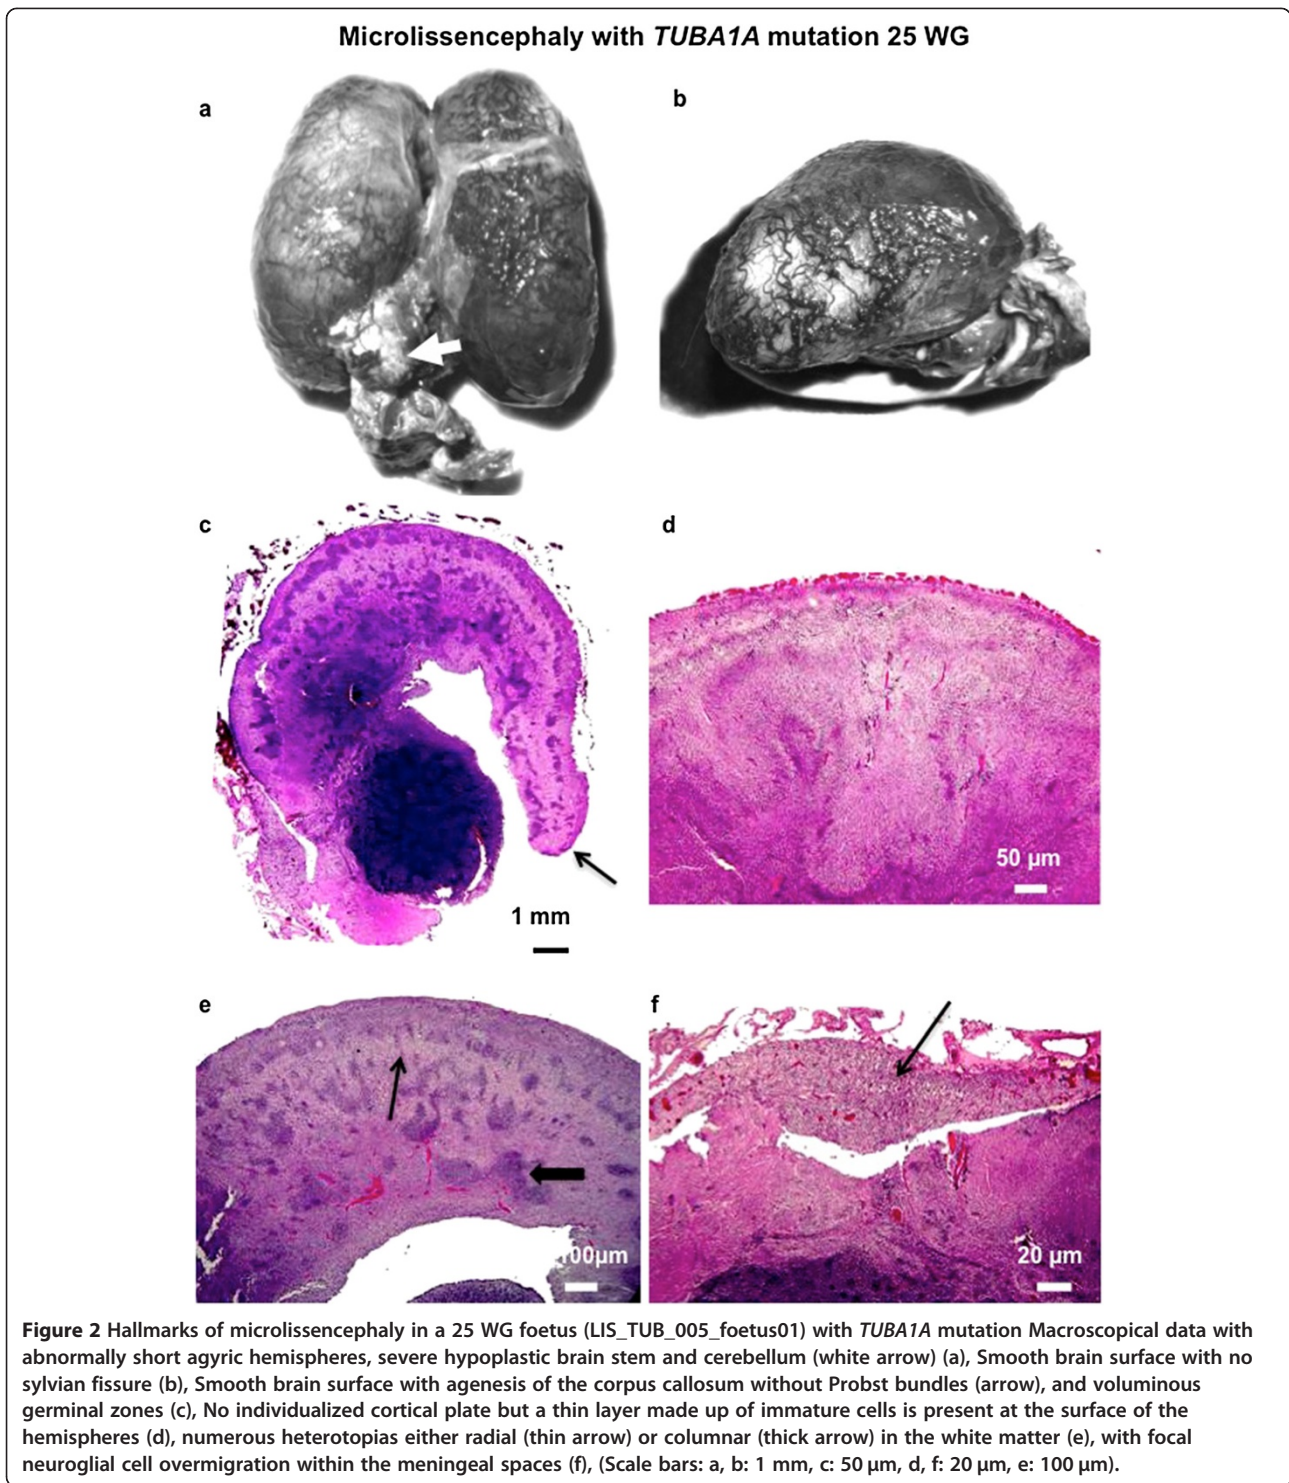 Microlissencephaly with TUBA1A mutation 25 WG
a
b
c
d
50 µm
1 mm
e
f
100µm
20 µm
Figure 2 Hallmarks of microlissencephaly in a 25 WG foetus (LIS_TUB_005_foetus01) with TUBA1A mutation Macroscopical data with
abnormally short agyric hemispheres, severe hypoplastic brain stem and cerebellum (white arrow) (a), Smooth brain surface with no
sylvian fissure (b), Smooth brain surface with agenesis of the corpus callosum without Probst bundles (arrow), and voluminous
germinal zones (c), No individualized cortical plate but a thin layer made up of immature cells is present at the surface of the
hemispheres (d), numerous heterotopias either radial (thin arrow) or columnar (thick arrow) in the white matter (e), with focal
neuroglial cell overmigration within the meningeal spaces (f), (Scale bars: a, b: 1 mm, c: 50 µm, d, f: 20 µm, e: 100 µm).